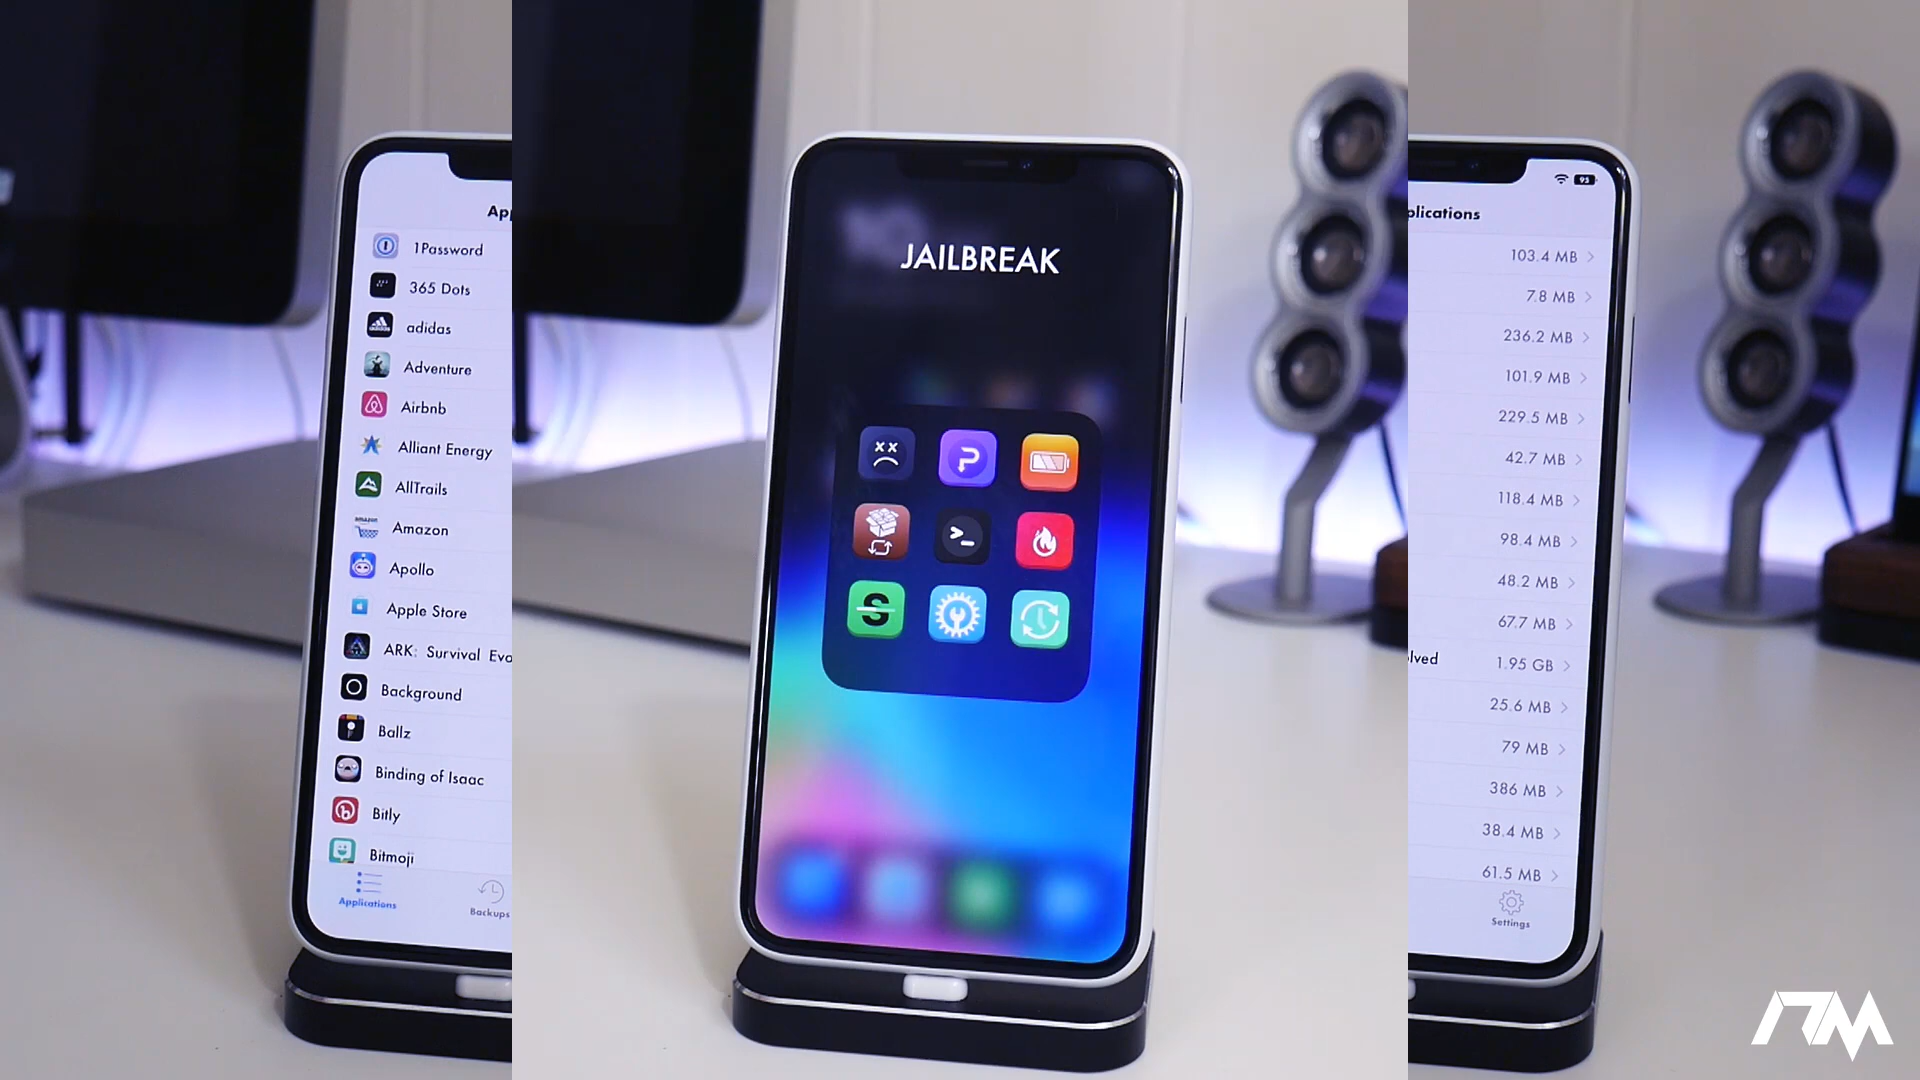 App
1Password
365 Dots
adidas
Adventure
Airbnb
Alliant Energy
AllTrails
Amazon
Apollo
Apple Store
ARK: Survival Evo
Background
Ballz
Binding of Isaac
Bitly
Bitmoji
Applications
Backups
JAILBREAK
95
plications
103.4 MB
7.8 MB
236.2 MB
101.9 MB
229.5 MB
42.7 MB
118.4 MB
98.4 MB
48.2 MB
67.7 MB
lved 1.95 GB
25.6 MB
79 MB
386 MB
38.4 MB
61.5 MB
Settings